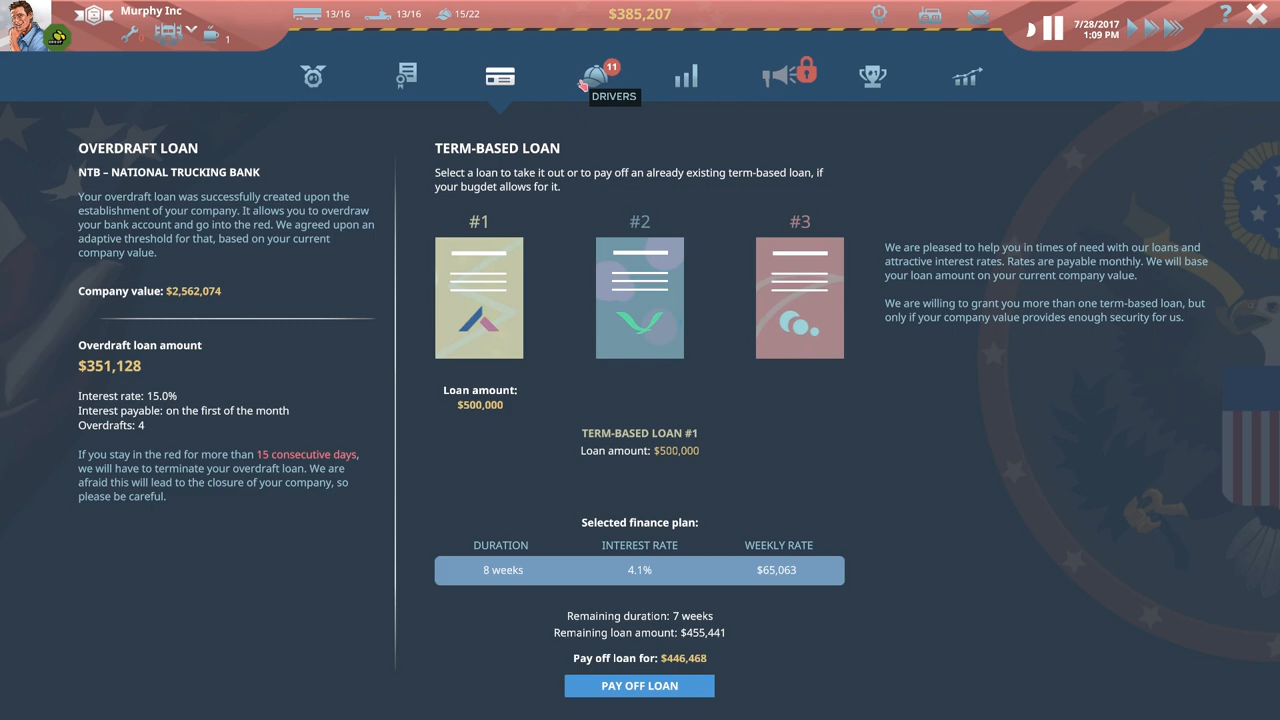 Murphy Inc
13/16
13/16
15/22
$385,207
?
7/28/2017
1:09 PM
0
1
11
DRIVERS
OVERDRAFT LOAN
NTB – NATIONAL TRUCKING BANK
Your overdraft loan was successfully created upon the
establishment of your company. It allows you to overdraw
your bank account and go into the red. We agreed upon an
adaptive threshold for that, based on your current
company value.
Company value: $2,562,074
Overdraft loan amount
$351,128
Interest rate: 15.0%
Interest payable: on the first of the month
Overdrafts: 4
If you stay in the red for more than 15 consecutive days,
we will have to terminate your overdraft loan. We are
afraid this will lead to the closure of your company, so
please be careful.
TERM-BASED LOAN
Select a loan to take it out or to pay off an already existing term-based loan, if
your bugdet allows for it.
#1
#2
#3
Loan amount:
$500,000
TERM-BASED LOAN #1
Loan amount: $500,000
Selected finance plan:
DURATION
INTEREST RATE
WEEKLY RATE
8 weeks
4.1%
$65,063
Remaining duration: 7 weeks
Remaining loan amount: $455,441
Pay off loan for: $446,468
PAY OFF LOAN
We are pleased to help you in times of need with our loans and
attractive interest rates. Rates are payable monthly. We will base
your loan amount on your current company value.
We are willing to grant you more than one term-based loan, but
only if your company value provides enough security for us.